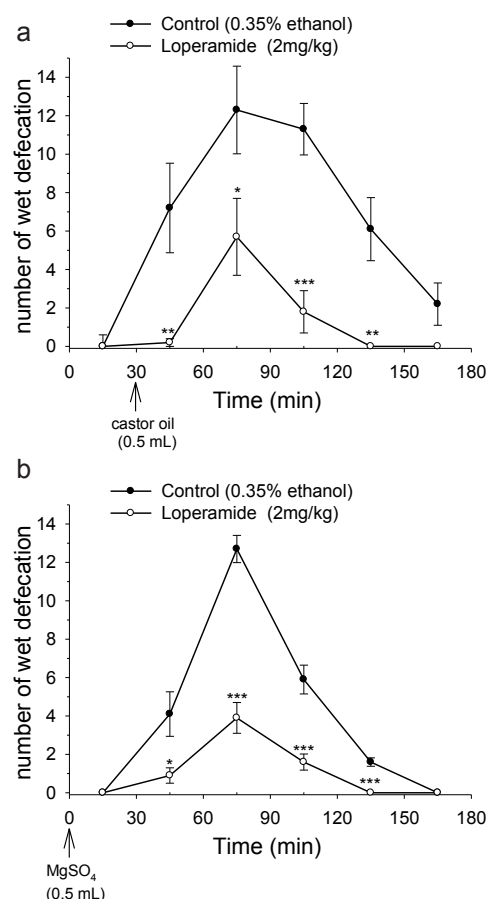 a
Control (0.35% ethanol)
Loperamide (2mg/kg)
14
12
10
8
6
4
2
0
number of wet defecation
*
**
***
**
0 30 60 90 120 150 180
Time (min)
castor oil
(0.5 mL)
b
Control (0.35% ethanol)
Loperamide (2mg/kg)
14
12
10
8
6
4
2
0
number of wet defecation
***
*
***
***
0 30 60 90 120 150 180
Time (min)
MgSO₄
(0.5 mL)